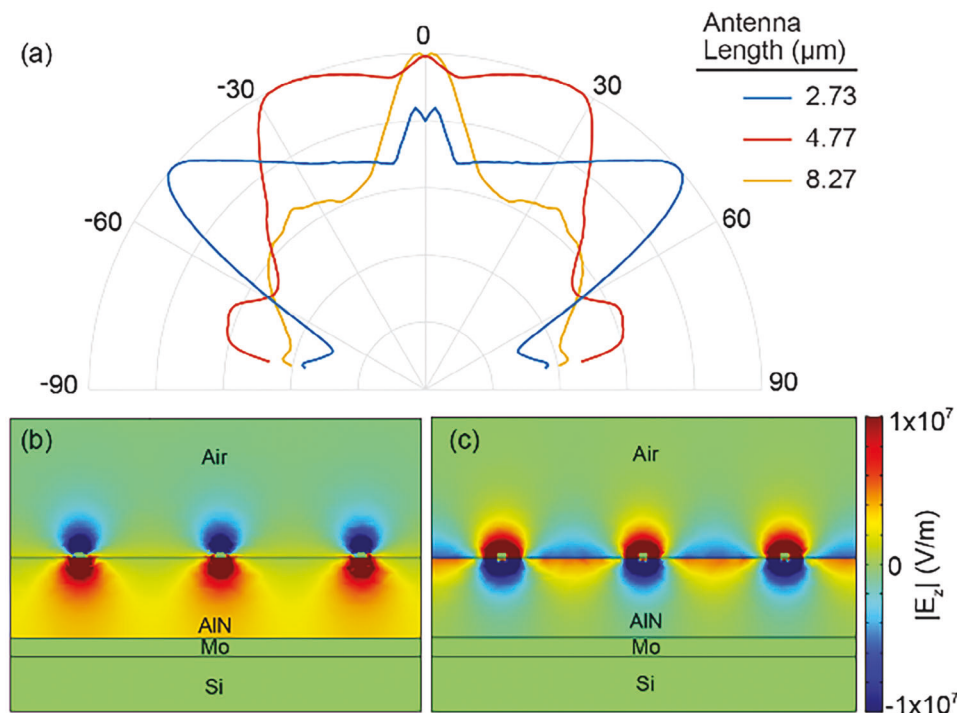 (a)
0
-30
30
-60
60
-90
90
Antenna
Length (μm)
2.73
4.77
8.27
(b)
Air
AlN
Mo
Si
(c)
Air
AlN
Mo
Si
1x10⁷
0
-1x10⁷
|E_z| (V/m)